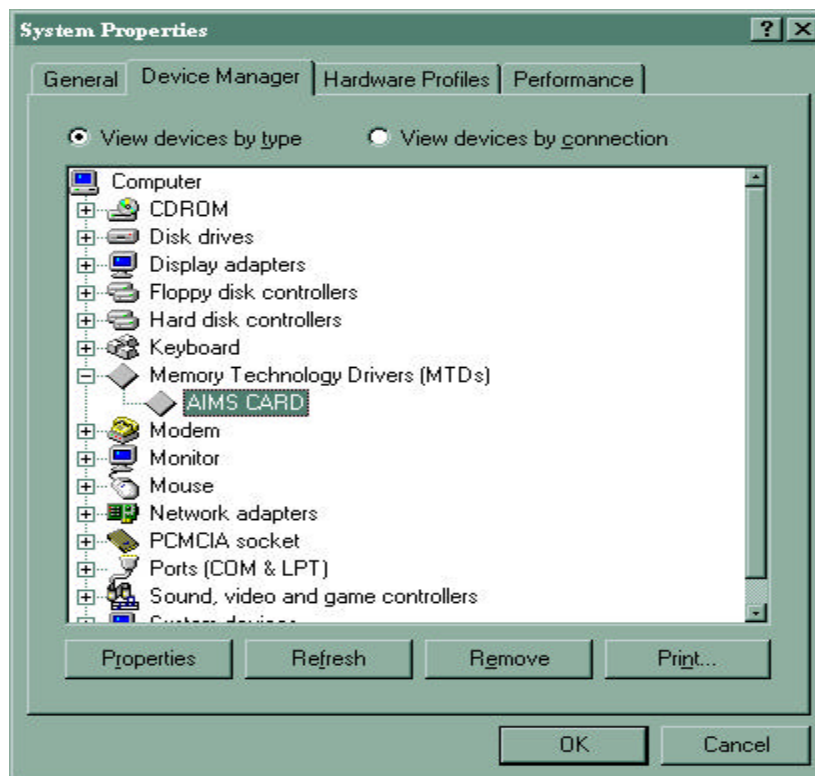 System Properties
General Device Manager Hardware Profiles Performance
View devices by type View devices by connection
Computer
CDROM
Disk drives
Display adapters
Floppy disk controllers
Hard disk controllers
Keyboard
Memory Technology Drivers (MTDs)
AIMS CARD
Modem
Monitor
Mouse
Network adapters
PCMCIA socket
Ports (COM & LPT)
Sound, video and game controllers
System devices
Properties Refresh Remove Print...
OK Cancel